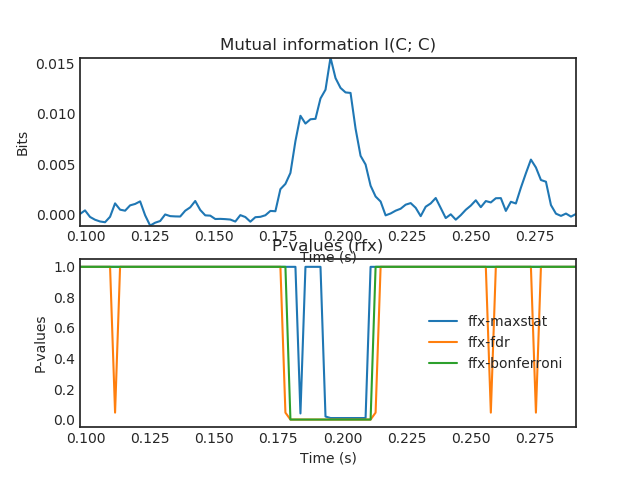 Mutual information I(C; C)
0.015
0.010
0.005
0.000
Bits
0.100 0.125 0.150 0.175 0.200 0.225 0.250 0.275
Time (s)
P-values (rfx)
1.0
0.8
0.6
0.4
0.2
0.0
P-values
ffx-maxstat
ffx-fdr
ffx-bonferroni
0.100 0.125 0.150 0.175 0.200 0.225 0.250 0.275
Time (s)